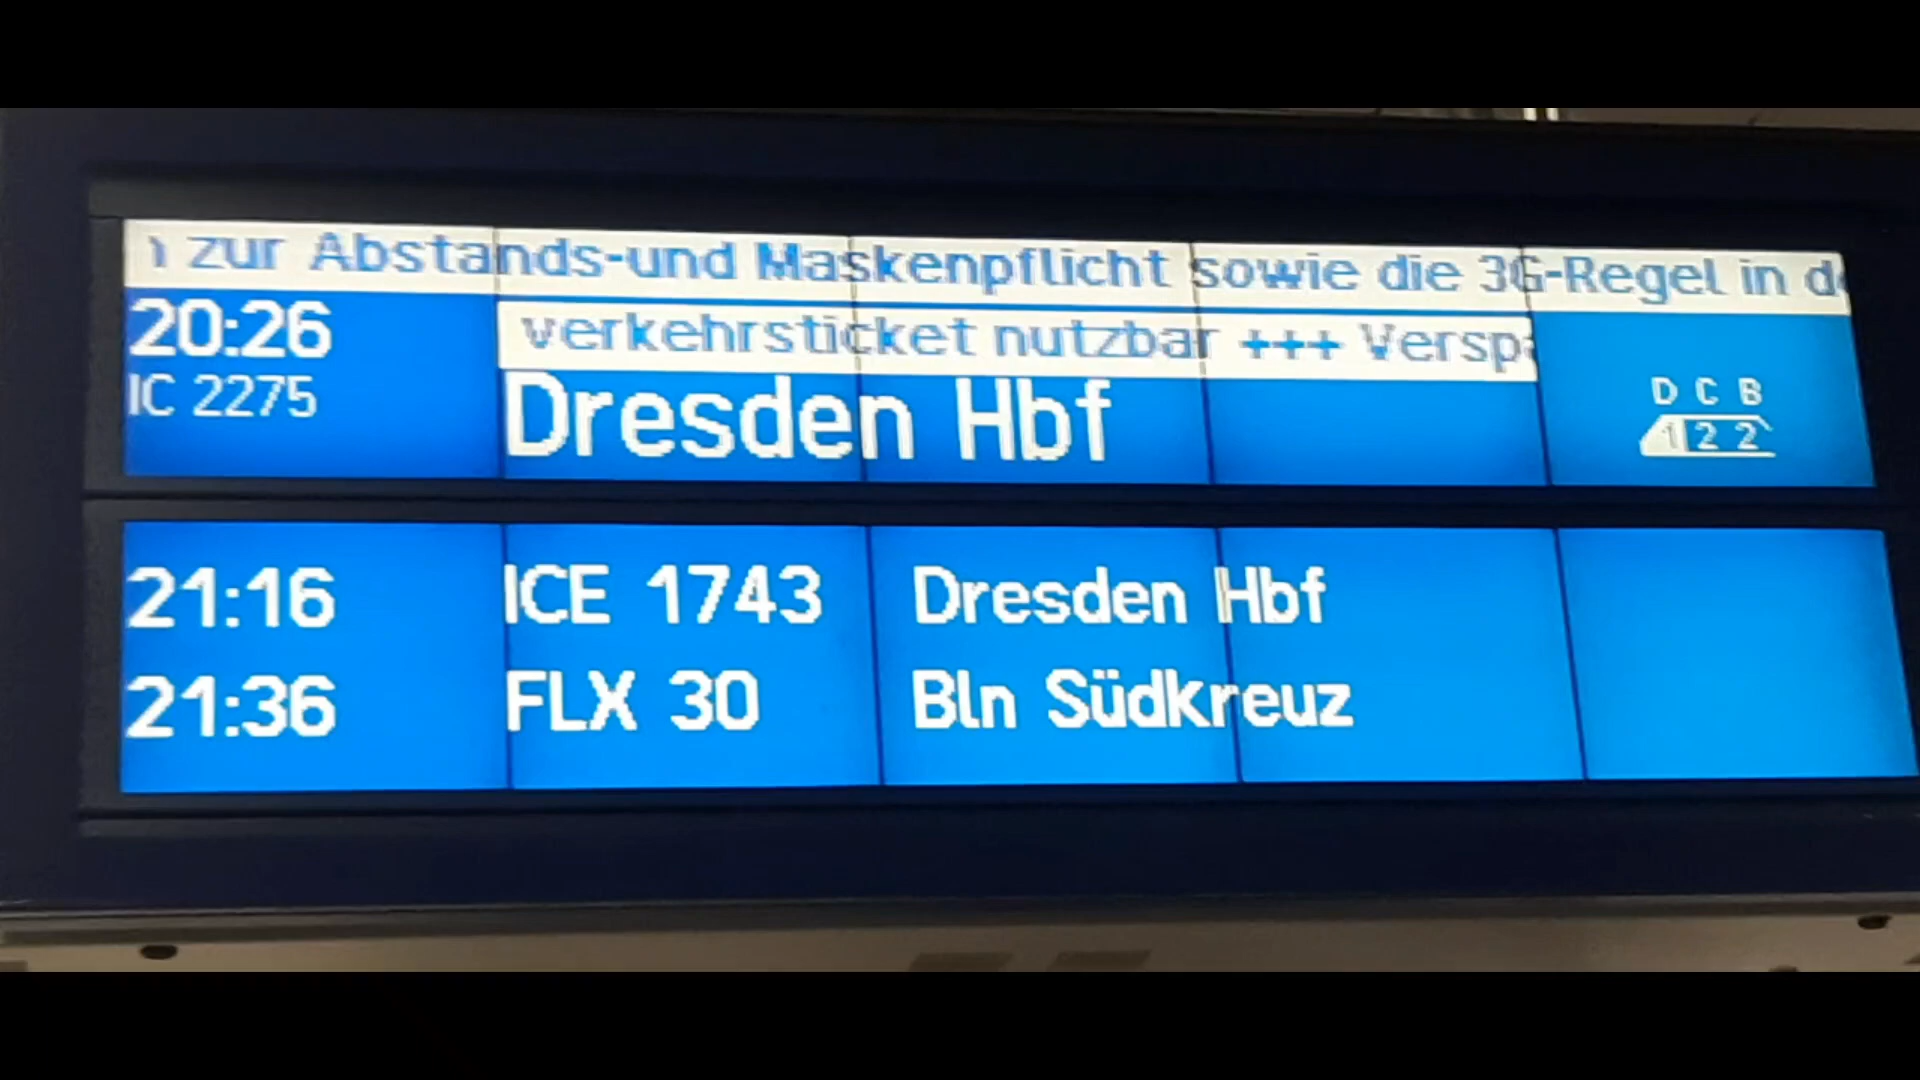 zur Abstands-und Maskenpflicht sowie die 3G-Regel in
20:26
verkehrsticket nutzbar +++
IC 2275
Dresden Hbf
D C B
1 2 2
21:16 ICE 1743 Dresden Hbf
21:36 FLX 30 Bln Südkreuz